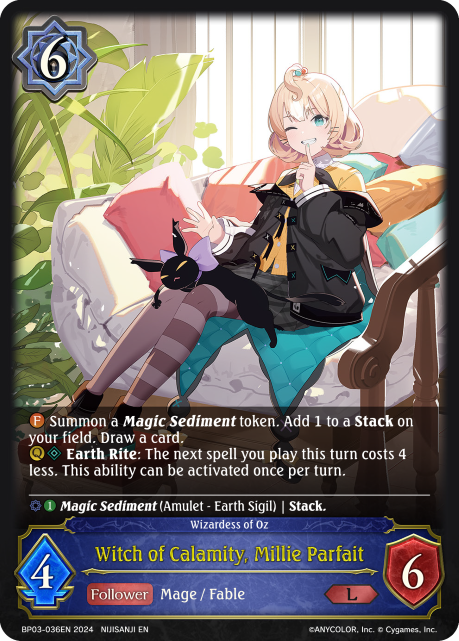 6
F Summon a Magic Sediment token. Add 1 to a Stack on
your field. Draw a card.
Q Earth Rite: The next spell you play this turn costs 4
less. This ability can be activated once per turn.
1 Magic Sediment (Amulet - Earth Sigil) | Stack.
Wizardess of Oz
Witch of Calamity, Millie Parfait
4
Follower Mage / Fable
L
6
BP03-036EN 2024 NIJISANJI EN ©ANYCOLOR, Inc. © Cygames, Inc.